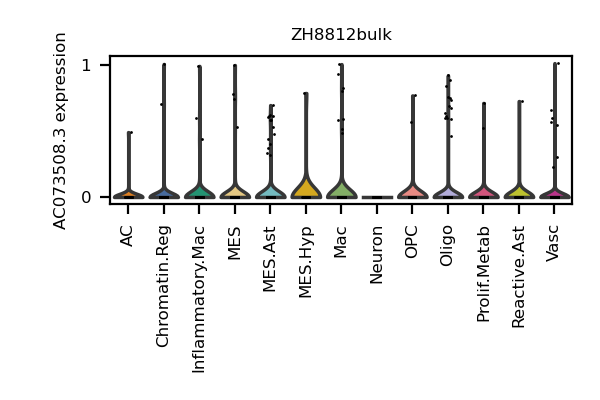 ZH8812bulk
AC073508.3 expression
1
0
AC
Chromatin.Reg
Inflammatory.Mac
MES
MES.Ast
MES.Hyp
Mac
Neuron
OPC
Oligo
Prolif.Metab
Reactive.Ast
Vasc